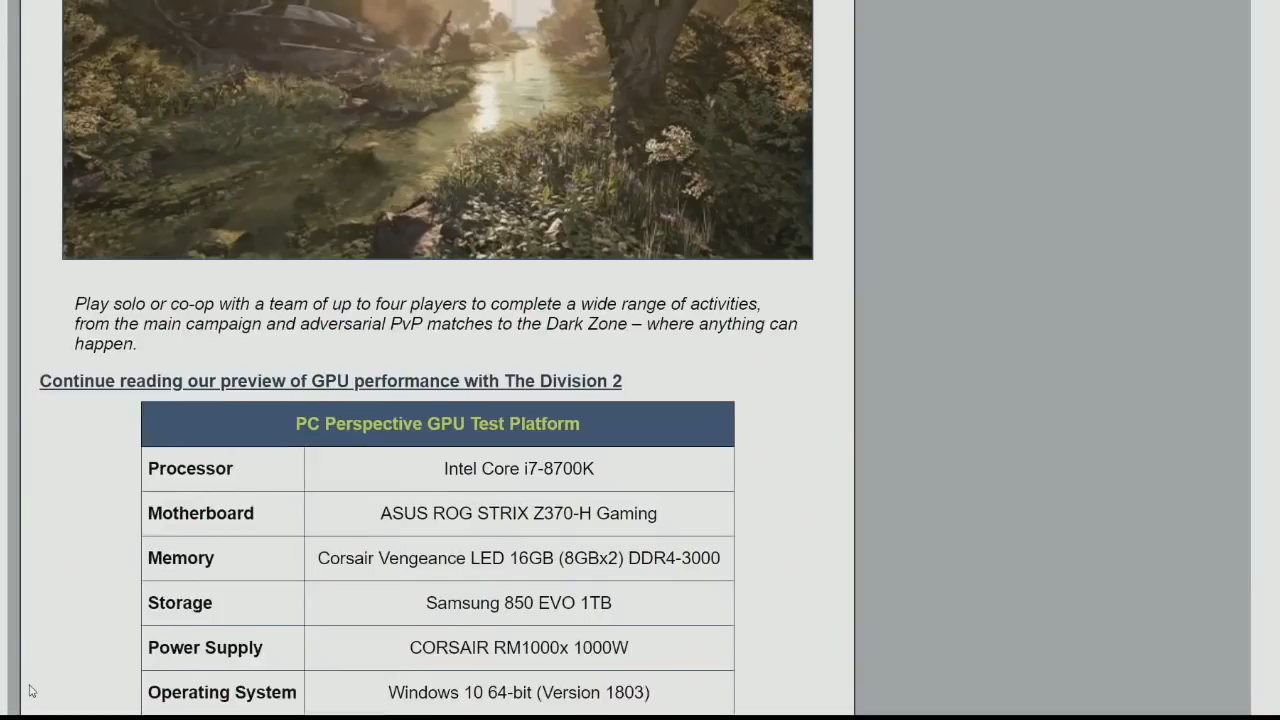 Play solo or co-op with a team of up to four players to complete a wide range of activities,
from the main campaign and adversarial PvP matches to the Dark Zone – where anything can
happen.
Continue reading our preview of GPU performance with The Division 2
PC Perspective GPU Test Platform
Processor Intel Core i7-8700K
Motherboard ASUS ROG STRIX Z370-H Gaming
Memory Corsair Vengeance LED 16GB (8GBx2) DDR4-3000
Storage Samsung 850 EVO 1TB
Power Supply CORSAIR RM1000x 1000W
Operating System Windows 10 64-bit (Version 1803)